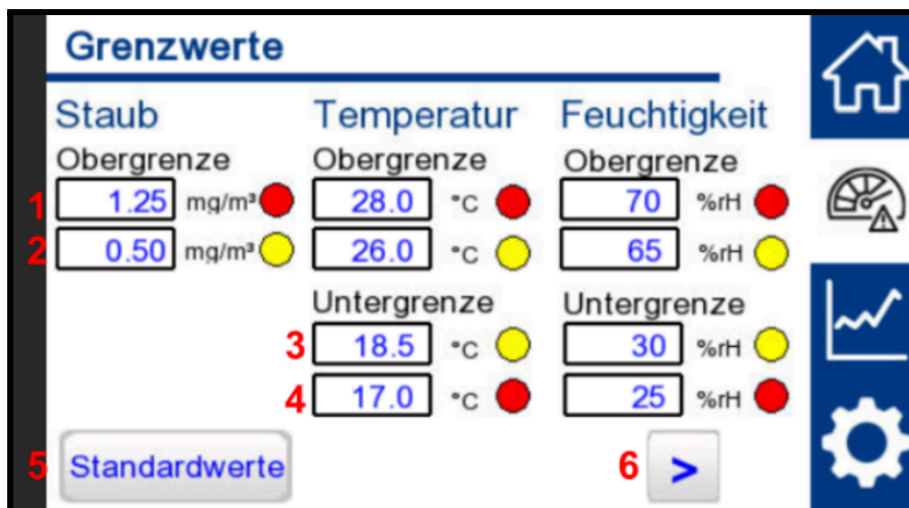 Grenzwerte
Staub Temperatur Feuchtigkeit
Obergrenze Obergrenze Obergrenze
1 1.25 mg/m³ 28.0 °C 70 %rH
2 0.50 mg/m³ 26.0 °C 65 %rH
Untergrenze Untergrenze
3 18.5 °C 30 %rH
4 17.0 °C 25 %rH
5 Standardwerte 6 >